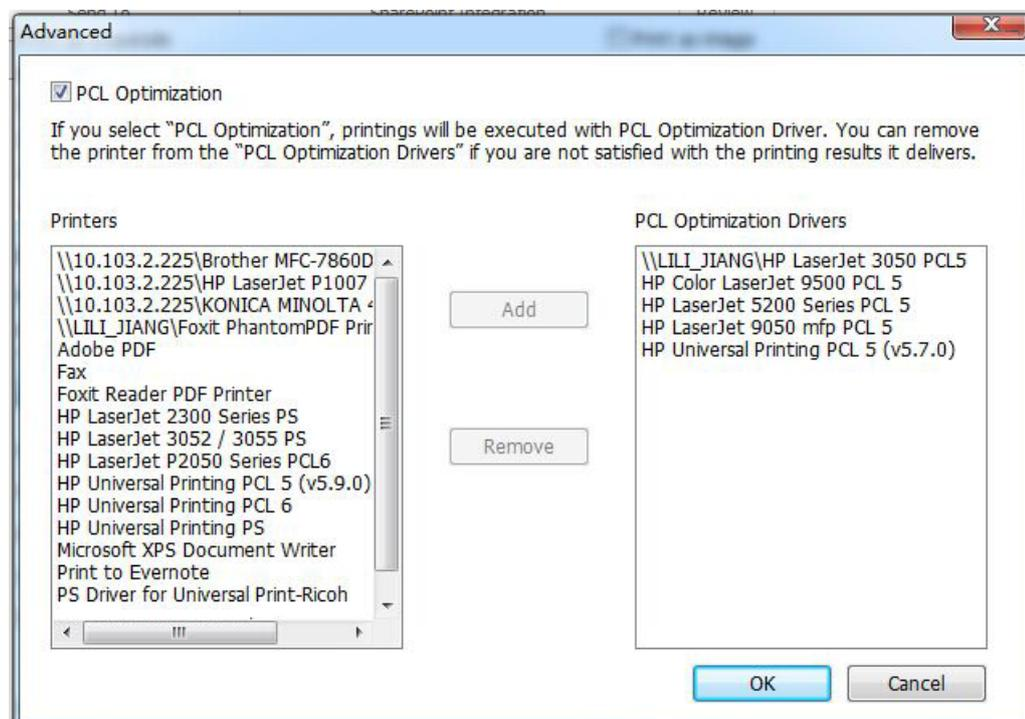 Send To SharePoint Integration Review
Advanced
PCL Optimization
If you select “PCL Optimization”, printings will be executed with PCL Optimization Driver. You can remove
the printer from the “PCL Optimization Drivers” if you are not satisfied with the printing results it delivers.
Printers
\\10.103.2.225\Brother MFC-7860D
\\10.103.2.225\HP LaserJet P1007
\\10.103.2.225\KONICA MINOLTA 4
\\LILI_JIANG\Foxit PhantomPDF Prir
Adobe PDF
Fax
Foxit Reader PDF Printer
HP LaserJet 2300 Series PS
HP LaserJet 3052 / 3055 PS
HP LaserJet P2050 Series PCL6
HP Universal Printing PCL 5 (v5.9.0)
HP Universal Printing PCL 6
HP Universal Printing PS
Microsoft XPS Document Writer
Print to Evernote
PS Driver for Universal Print-Ricoh
Add
Remove
PCL Optimization Drivers
\\LILI_JIANG\HP LaserJet 3050 PCL5
HP Color LaserJet 9500 PCL 5
HP LaserJet 5200 Series PCL 5
HP LaserJet 9050 mfp PCL 5
HP Universal Printing PCL 5 (v5.7.0)
OK
Cancel